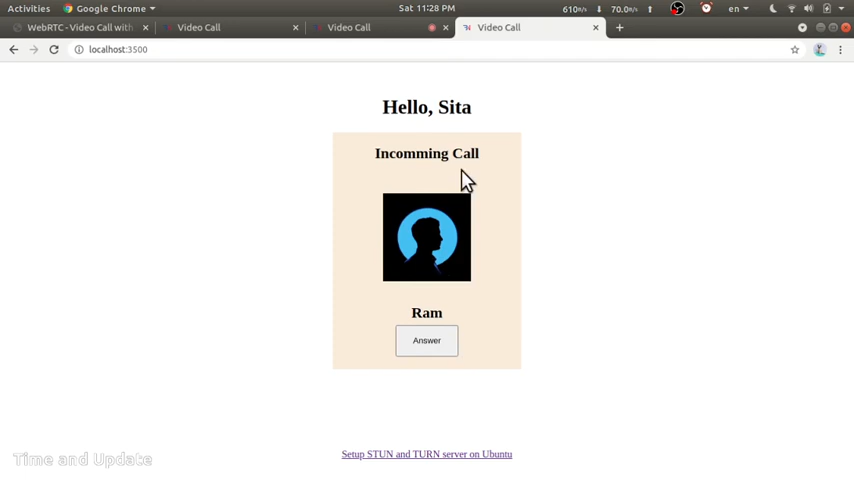 Activities Google Chrome Sat 11:28 PM 610 B/s 70.0 B/s en
WebRTC - Video Call with Video Call Video Call Video Call
localhost:3500
Hello, Sita
Incomming Call
Ram
Answer
Setup STUN and TURN server on Ubuntu
Time and Update